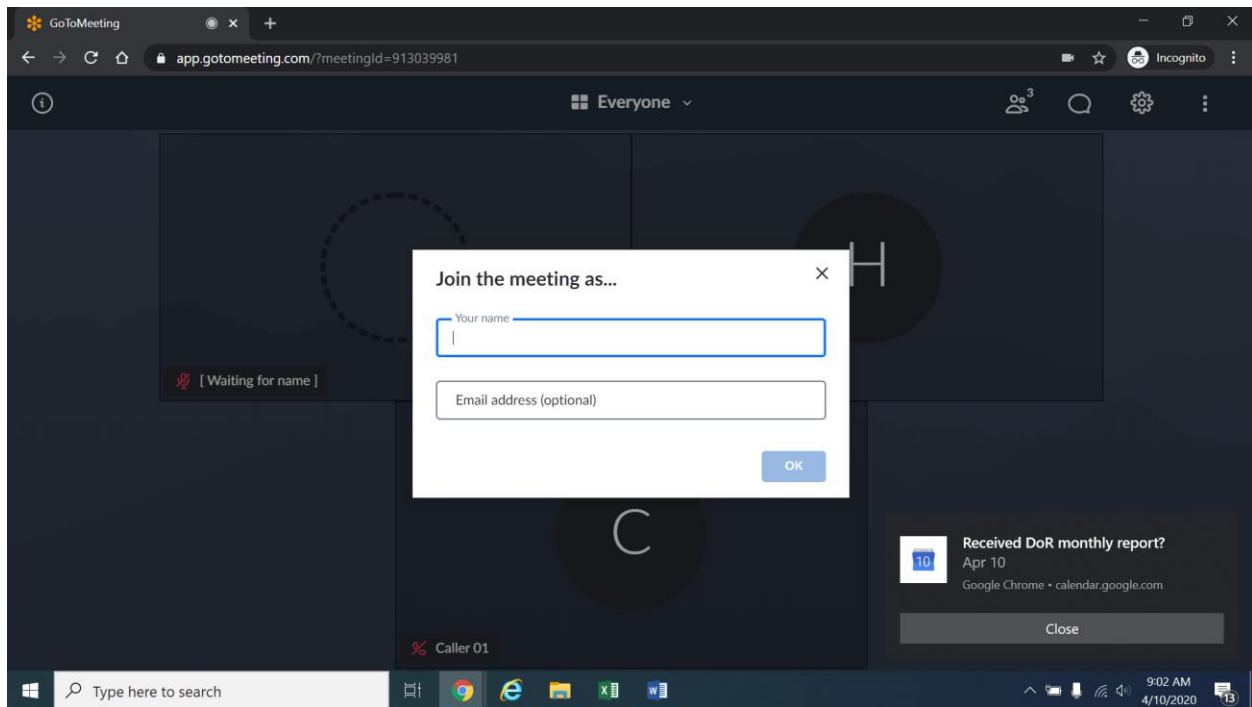 GoToMeeting
app.gotomeeting.com/?meetingId=913039981
Incognito
Everyone
3
H
Join the meeting as...
Your name
[ Waiting for name ]
Email address (optional)
OK
C
Received DoR monthly report?
10
Apr 10
Google Chrome • calendar.google.com
Close
Caller 01
Type here to search
9:02 AM
4/10/2020
13